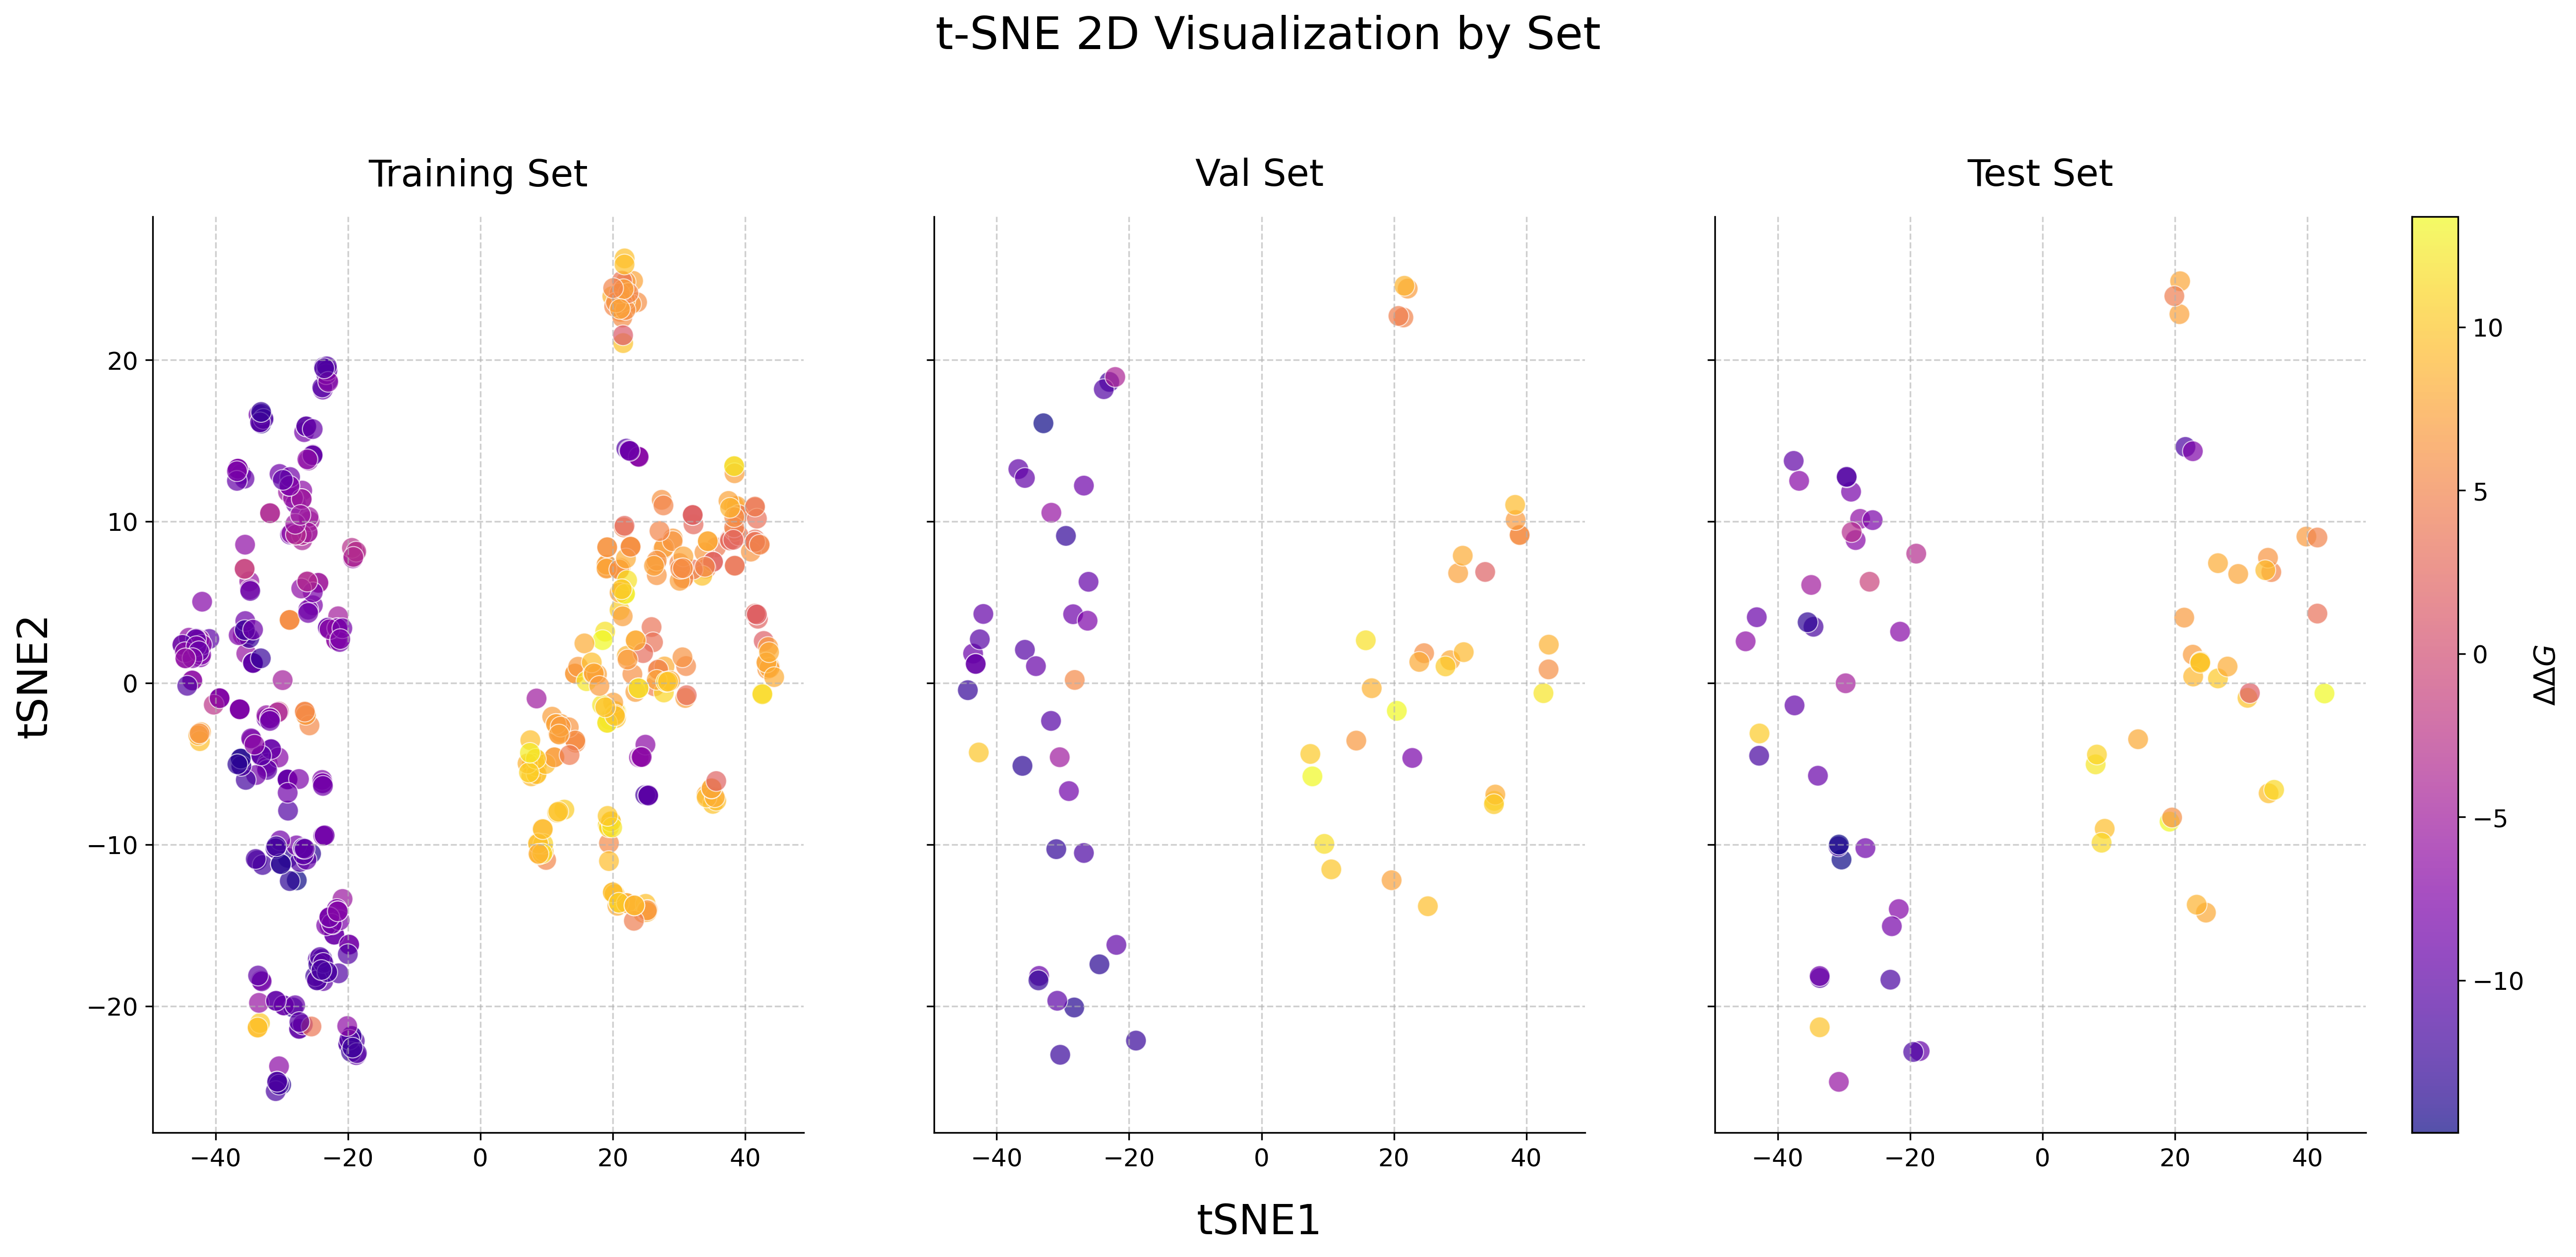 t-SNE 2D Visualization by Set
Training Set
Val Set
Test Set
tSNE2
20
10
0
−10
−20
−40 −20 0 20 40
−40 −20 0 20 40
−40 −20 0 20 40
tSNE1
10
5
0
−5
−10
ΔΔG